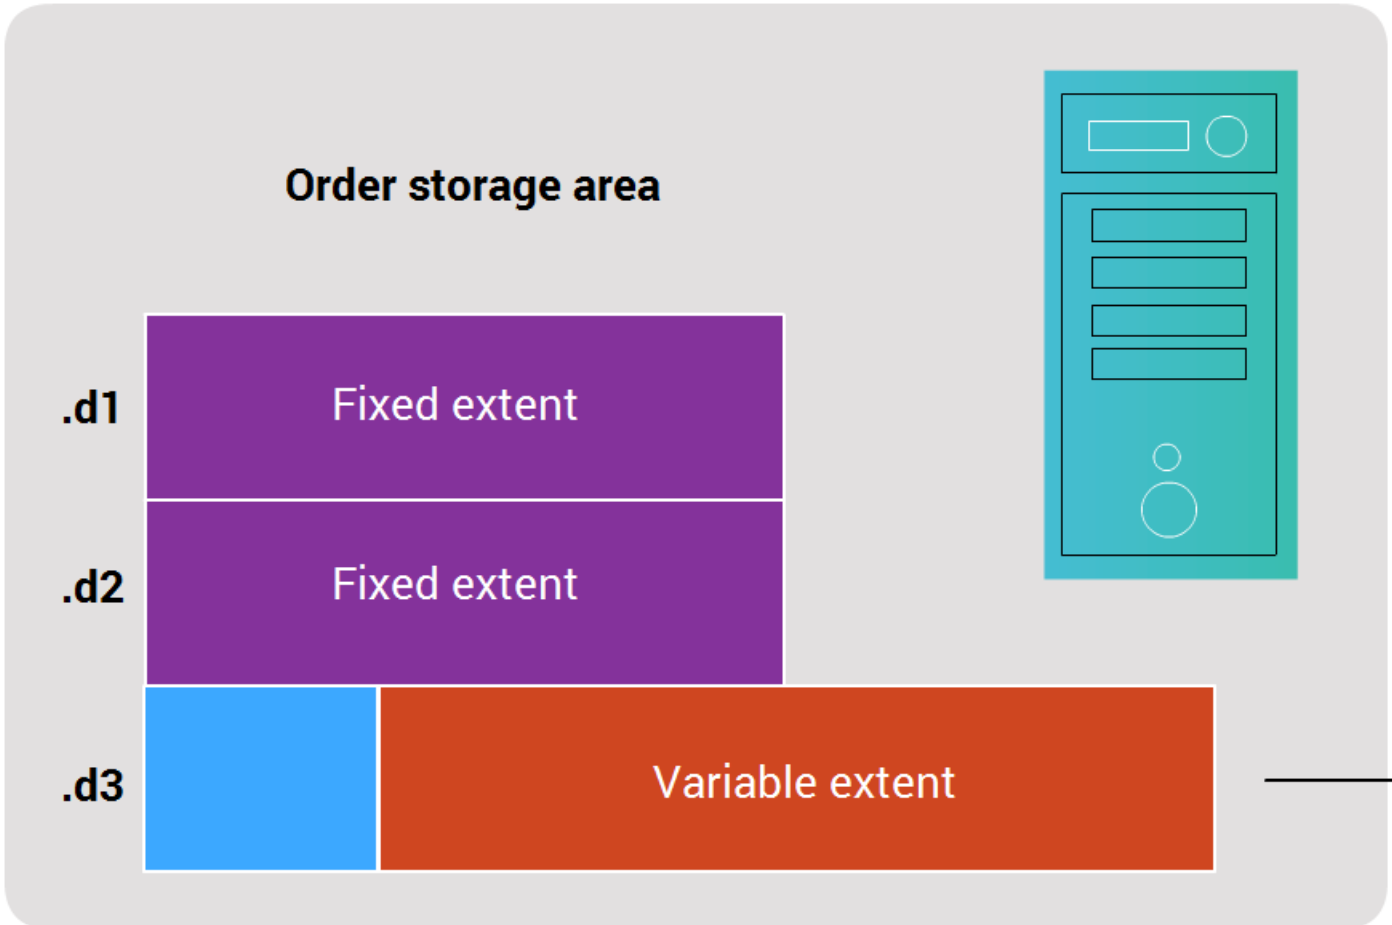 Order storage area
.d1
Fixed extent
.d2
Fixed extent
.d3
Variable extent